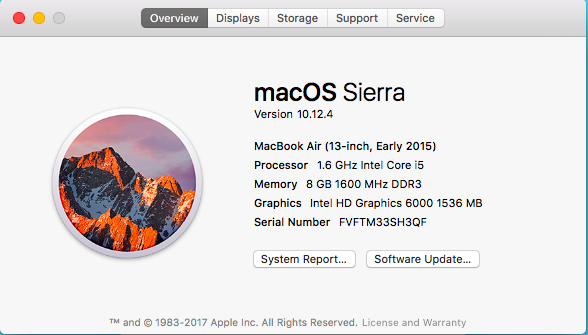 Overview Displays Storage Support Service
macOS Sierra
Version 10.12.4
MacBook Air (13-inch, Early 2015)
Processor 1.6 GHz Intel Core i5
Memory 8 GB 1600 MHz DDR3
Graphics Intel HD Graphics 6000 1536 MB
Serial Number FVFTM33SH3QF
System Report... Software Update...
™ and © 1983-2017 Apple Inc. All Rights Reserved. License and Warranty